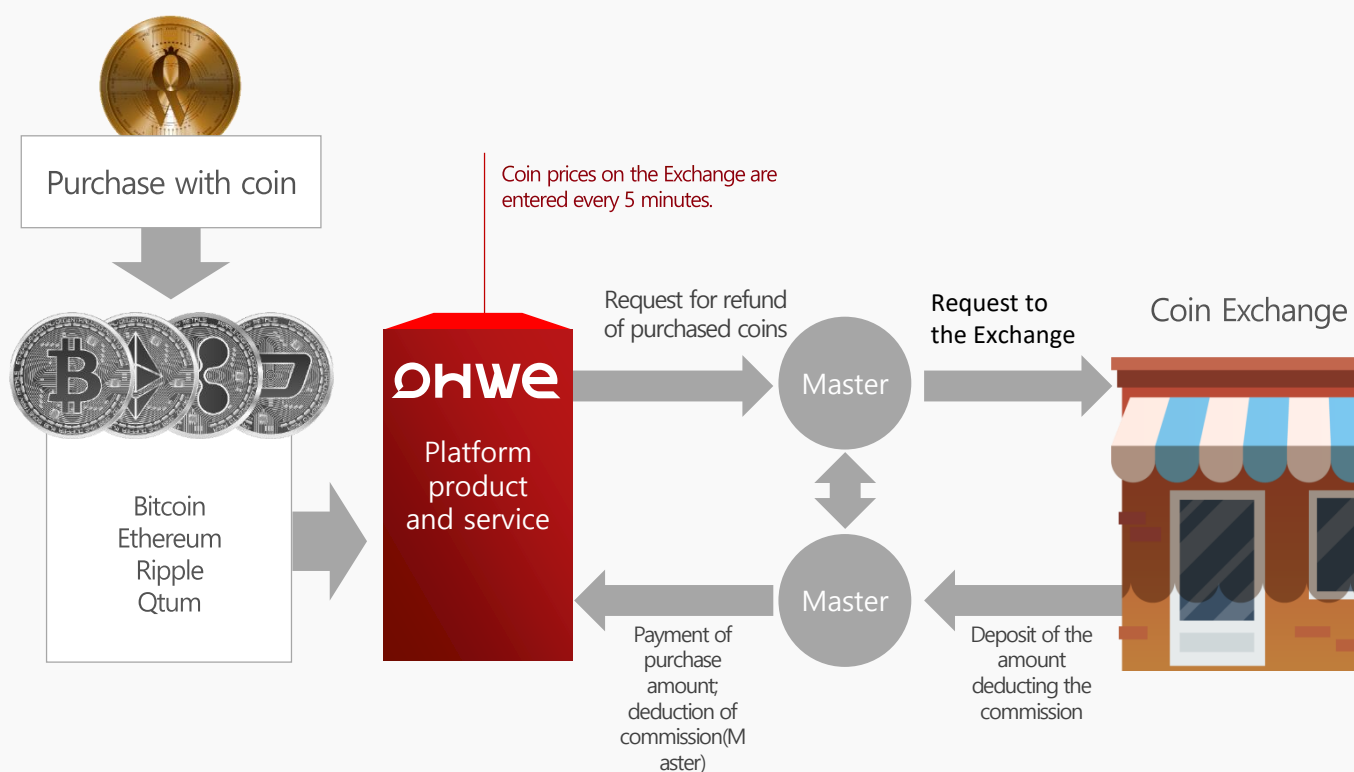 Purchase with coin
Coin prices on the Exchange are
entered every 5 minutes.
Bitcoin
Ethereum
Ripple
Qtum
OHWE
Platform
product
and service
Request for refund
of purchased coins
Master
Request to
the Exchange
Coin Exchange
Master
Payment of
purchase
amount;
deduction of
commission(M
aster)
Deposit of the
amount
deducting the
commission